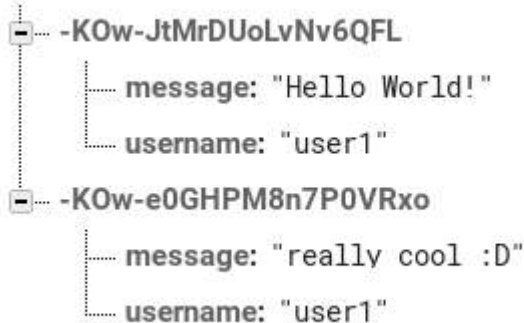 -KOw-JtMrDUoLvNv6QFL
message: "Hello World!"
username: "user1"
-KOw-e0GHPM8n7P0VRxo
message: "really cool :D"
username: "user1"